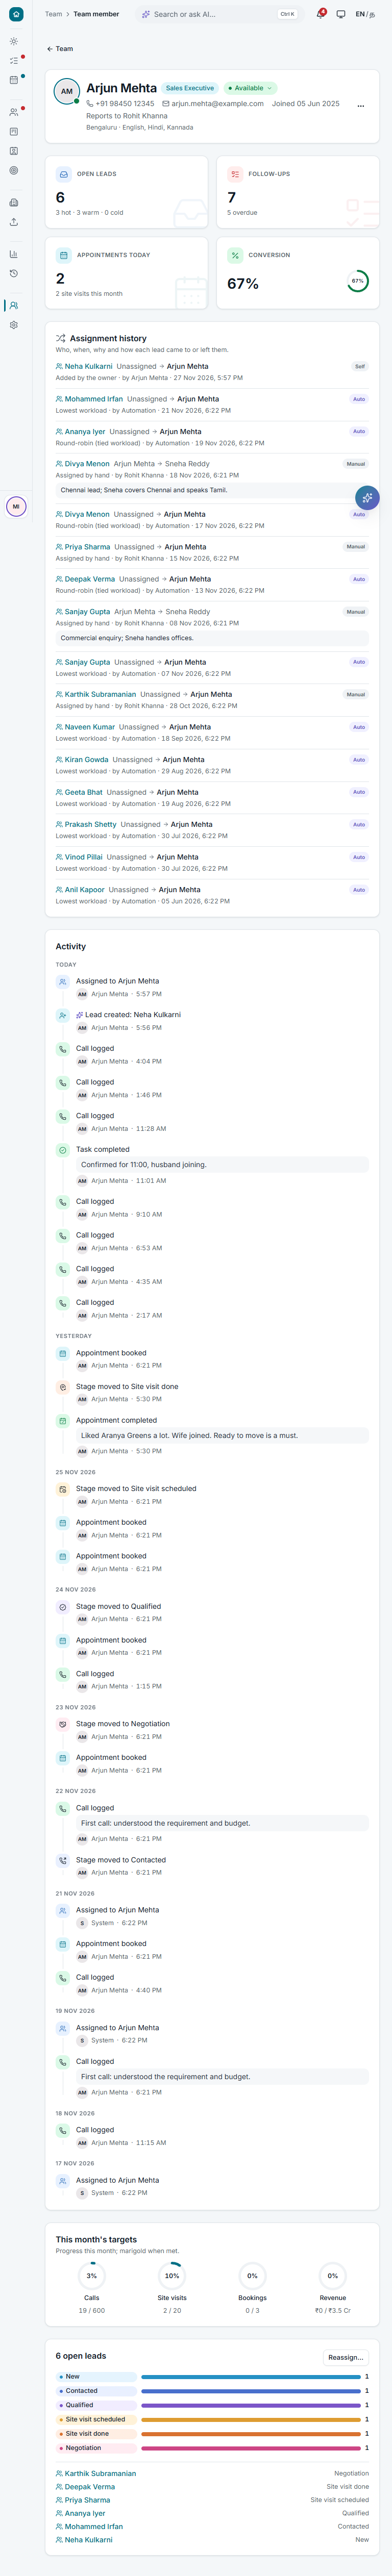 Team > Team member
Search or ask AI...
Ctrl K
4
EN / த
← Team
AM
Arjun Mehta
Sales Executive
Available
+91 98450 12345
arjun.mehta@example.com
Joined 05 Jun 2025
Reports to Rohit Khanna
Bengaluru · English, Hindi, Kannada
OPEN LEADS
6
3 hot · 3 warm · 0 cold
FOLLOW-UPS
7
5 overdue
APPOINTMENTS TODAY
2
2 site visits this month
CONVERSION
67%
67%
Assignment history
Who, when, why and how each lead came to or left them.
Neha Kulkarni Unassigned → Arjun Mehta Self
Added by the owner · by Arjun Mehta · 27 Nov 2026, 5:57 PM
Mohammed Irfan Unassigned → Arjun Mehta Auto
Lowest workload · by Automation · 21 Nov 2026, 6:22 PM
Ananya Iyer Unassigned → Arjun Mehta Auto
Round-robin (tied workload) · by Automation · 19 Nov 2026, 6:22 PM
Divya Menon Arjun Mehta → Sneha Reddy Manual
Assigned by hand · by Rohit Khanna · 18 Nov 2026, 6:21 PM
Chennai lead; Sneha covers Chennai and speaks Tamil.
Divya Menon Unassigned → Arjun Mehta Auto
Round-robin (tied workload) · by Automation · 17 Nov 2026, 6:22 PM
Priya Sharma Unassigned → Arjun Mehta Manual
Assigned by hand · by Rohit Khanna · 15 Nov 2026, 6:22 PM
Deepak Verma Unassigned → Arjun Mehta Auto
Round-robin (tied workload) · by Automation · 13 Nov 2026, 6:22 PM
Sanjay Gupta Arjun Mehta → Sneha Reddy Manual
Assigned by hand · by Rohit Khanna · 08 Nov 2026, 6:21 PM
Commercial enquiry; Sneha handles offices.
Sanjay Gupta Unassigned → Arjun Mehta Auto
Lowest workload · by Automation · 07 Nov 2026, 6:22 PM
Karthik Subramanian Unassigned → Arjun Mehta Manual
Assigned by hand · by Rohit Khanna · 28 Oct 2026, 6:22 PM
Naveen Kumar Unassigned → Arjun Mehta Auto
Lowest workload · by Automation · 18 Sep 2026, 6:22 PM
Kiran Gowda Unassigned → Arjun Mehta Auto
Lowest workload · by Automation · 29 Aug 2026, 6:22 PM
Geeta Bhat Unassigned → Arjun Mehta Auto
Lowest workload · by Automation · 19 Aug 2026, 6:22 PM
Prakash Shetty Unassigned → Arjun Mehta Auto
Lowest workload · by Automation · 30 Jul 2026, 6:22 PM
Vinod Pillai Unassigned → Arjun Mehta Auto
Lowest workload · by Automation · 30 Jul 2026, 6:22 PM
Anil Kapoor Unassigned → Arjun Mehta Auto
Lowest workload · by Automation · 05 Jun 2026, 6:22 PM
MI
Activity
TODAY
Assigned to Arjun Mehta
AM Arjun Mehta · 5:57 PM
Lead created: Neha Kulkarni
AM Arjun Mehta · 5:56 PM
Call logged
AM Arjun Mehta · 4:04 PM
Call logged
AM Arjun Mehta · 1:46 PM
Call logged
AM Arjun Mehta · 11:28 AM
Task completed
Confirmed for 11:00, husband joining.
AM Arjun Mehta · 11:01 AM
Call logged
AM Arjun Mehta · 9:10 AM
Call logged
AM Arjun Mehta · 6:53 AM
Call logged
AM Arjun Mehta · 4:35 AM
Call logged
AM Arjun Mehta · 2:17 AM
YESTERDAY
Appointment booked
AM Arjun Mehta · 6:21 PM
Stage moved to Site visit done
AM Arjun Mehta · 5:30 PM
Appointment completed
Liked Aranya Greens a lot. Wife joined. Ready to move is a must.
AM Arjun Mehta · 5:30 PM
25 NOV 2026
Stage moved to Site visit scheduled
AM Arjun Mehta · 6:21 PM
Appointment booked
AM Arjun Mehta · 6:21 PM
Appointment booked
AM Arjun Mehta · 6:21 PM
24 NOV 2026
Stage moved to Qualified
AM Arjun Mehta · 6:21 PM
Appointment booked
AM Arjun Mehta · 6:21 PM
Call logged
AM Arjun Mehta · 1:15 PM
23 NOV 2026
Stage moved to Negotiation
AM Arjun Mehta · 6:21 PM
Appointment booked
AM Arjun Mehta · 6:21 PM
22 NOV 2026
Call logged
First call: understood the requirement and budget.
AM Arjun Mehta · 6:21 PM
Stage moved to Contacted
AM Arjun Mehta · 6:21 PM
21 NOV 2026
Assigned to Arjun Mehta
S System · 6:22 PM
Appointment booked
AM Arjun Mehta · 6:21 PM
Call logged
AM Arjun Mehta · 4:40 PM
19 NOV 2026
Assigned to Arjun Mehta
S System · 6:22 PM
Call logged
First call: understood the requirement and budget.
AM Arjun Mehta · 6:21 PM
18 NOV 2026
Call logged
AM Arjun Mehta · 11:15 AM
17 NOV 2026
Assigned to Arjun Mehta
S System · 6:22 PM
This month's targets
Progress this month; marigold when met.
3% 10% 0% 0%
Calls Site visits Bookings Revenue
19 / 600 2 / 20 0 / 3 ₹0 / ₹3.5 Cr
6 open leads
Reassign...
New 1
Contacted 1
Qualified 1
Site visit scheduled 1
Site visit done 1
Negotiation 1
Karthik Subramanian Negotiation
Deepak Verma Site visit done
Priya Sharma Site visit scheduled
Ananya Iyer Qualified
Mohammed Irfan Contacted
Neha Kulkarni New